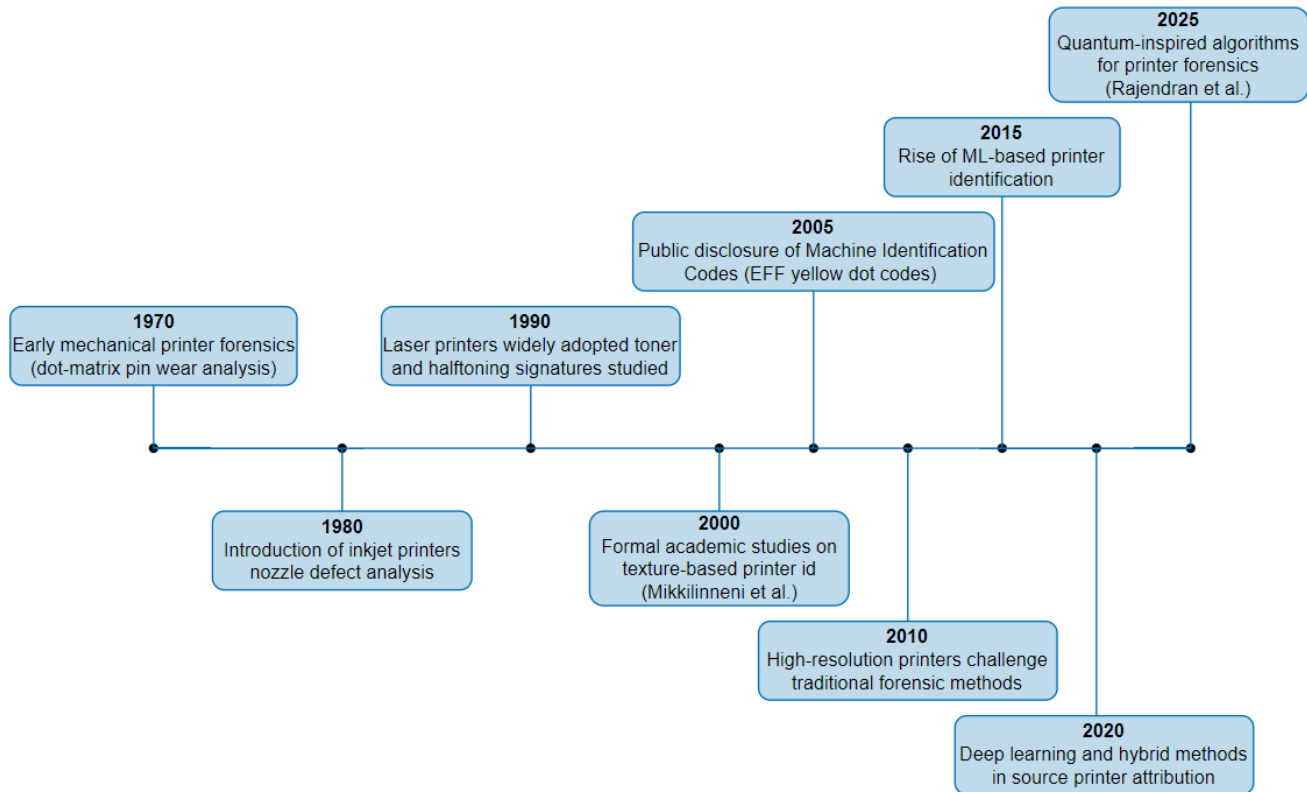 2025
Quantum-inspired algorithms
for printer forensics
(Rajendran et al.)
2015
Rise of ML-based printer
identification
2005
Public disclosure of Machine Identification
Codes (EFF yellow dot codes)
1970
Early mechanical printer forensics
(dot-matrix pin wear analysis)
1990
Laser printers widely adopted toner
and halftoning signatures studied
1980
Introduction of inkjet printers
nozzle defect analysis
2000
Formal academic studies on
texture-based printer id
(Mikkilinneni et al.)
2010
High-resolution printers challenge
traditional forensic methods
2020
Deep learning and hybrid methods
in source printer attribution